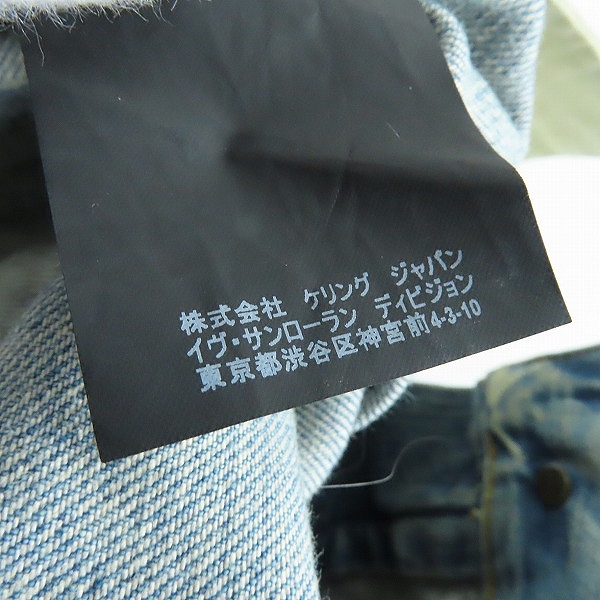 株式会社 ケリング ジャパン
イヴ・サンローラン ディビジョン
東京都渋谷区神宮前4-3-10